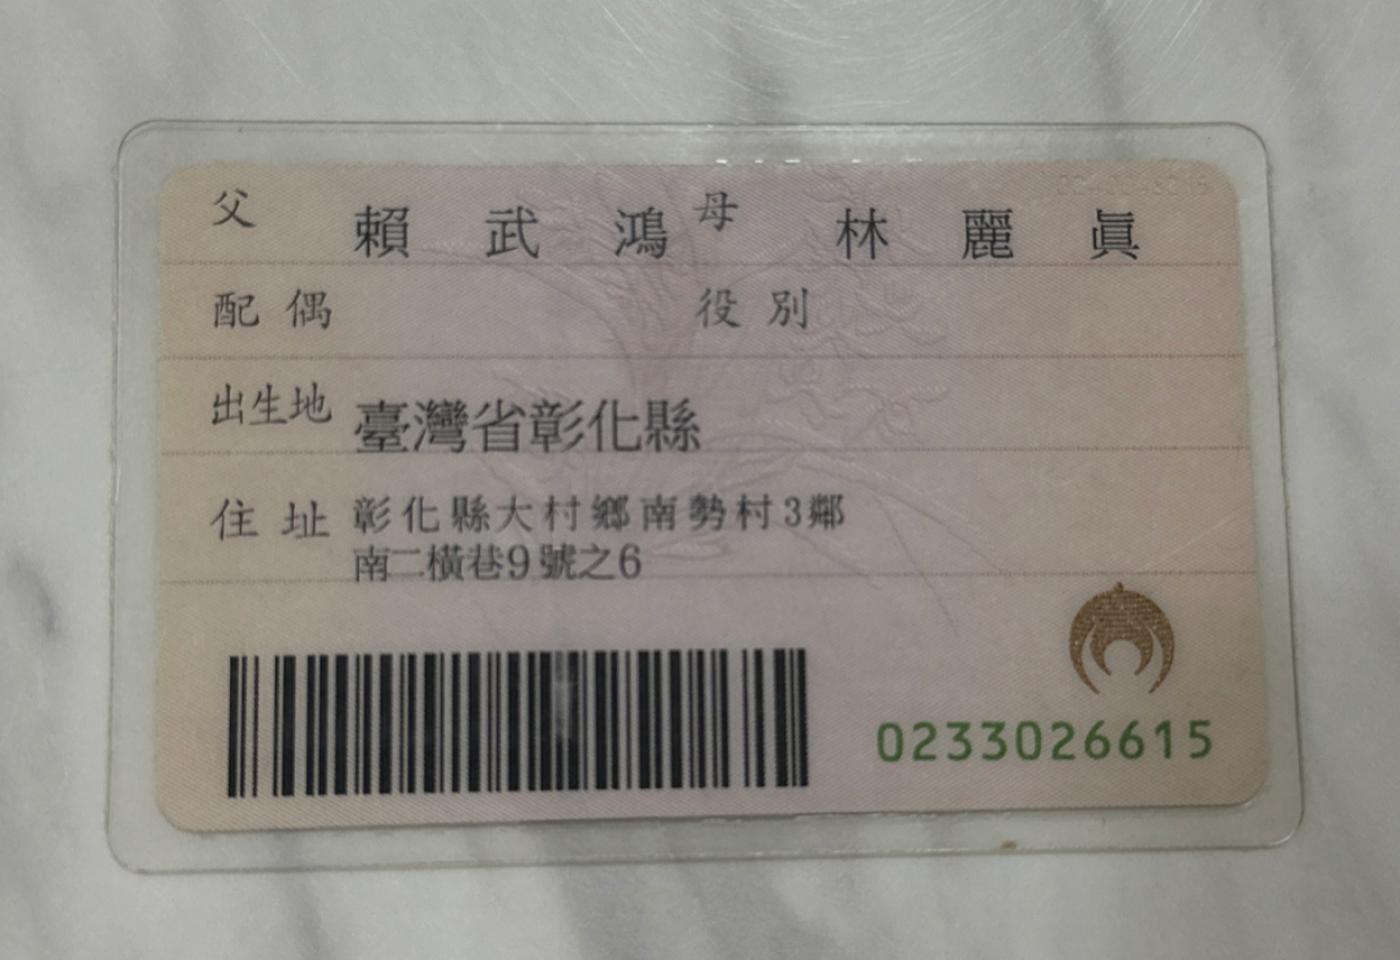 父 賴武鴻 母 林麗眞
配偶 役別
出生地 臺灣省彰化縣
住址 彰化縣大村鄉南勢村3鄰
南二橫巷9號之6
0233026615